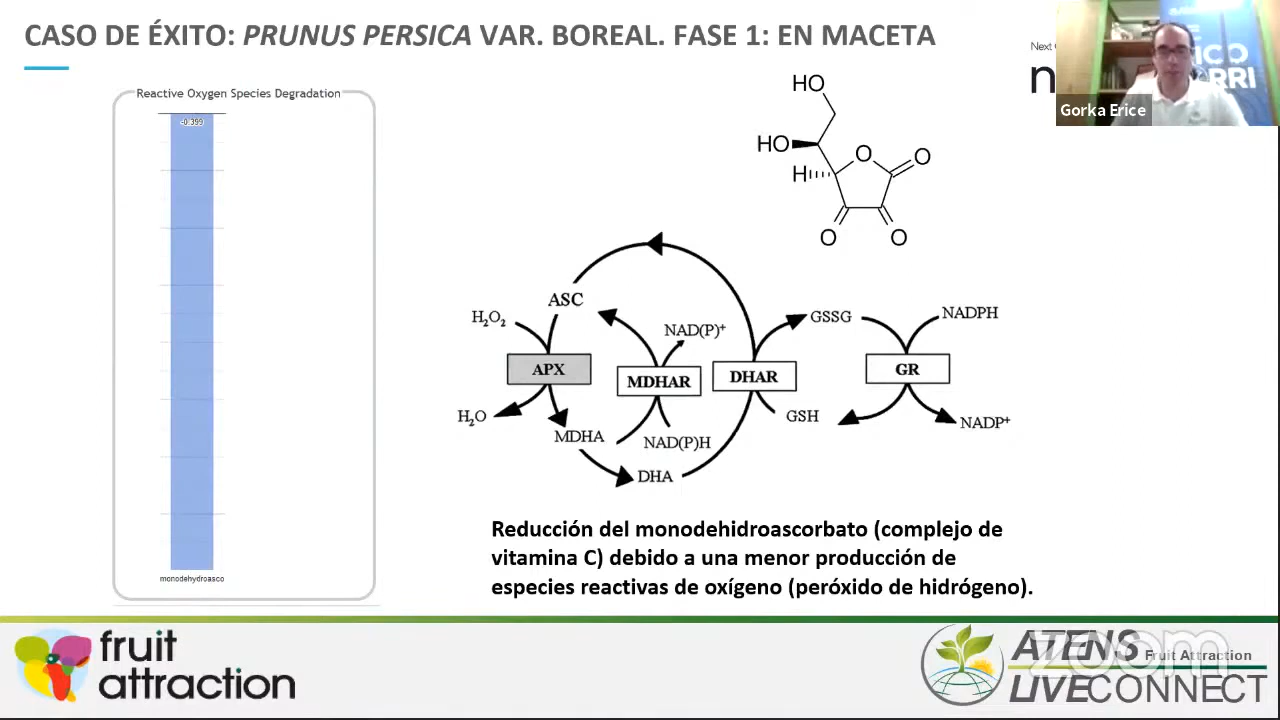 CASO DE ÉXITO: PRUNUS PERSICA VAR. BOREAL. FASE 1: EN MACETA
Next
n
RRI
Gorka Erice
Reactive Oxygen Species Degradation
-0.399
monodehydroasco
HO
HO
H
O
O
O
O
ASC
H₂O₂
NAD(P)⁺
GSSG
NADPH
APX
MDHAR
DHAR
GR
H₂O
MDHA
NAD(P)H
GSH
NADP⁺
DHA
Reducción del monodehidroascorbato (complejo de
vitamina C) debido a una menor producción de
especies reactivas de oxígeno (peróxido de hidrógeno).
fruit
attraction
ATENS Fruit Attraction
zoom
LIVECONNECT